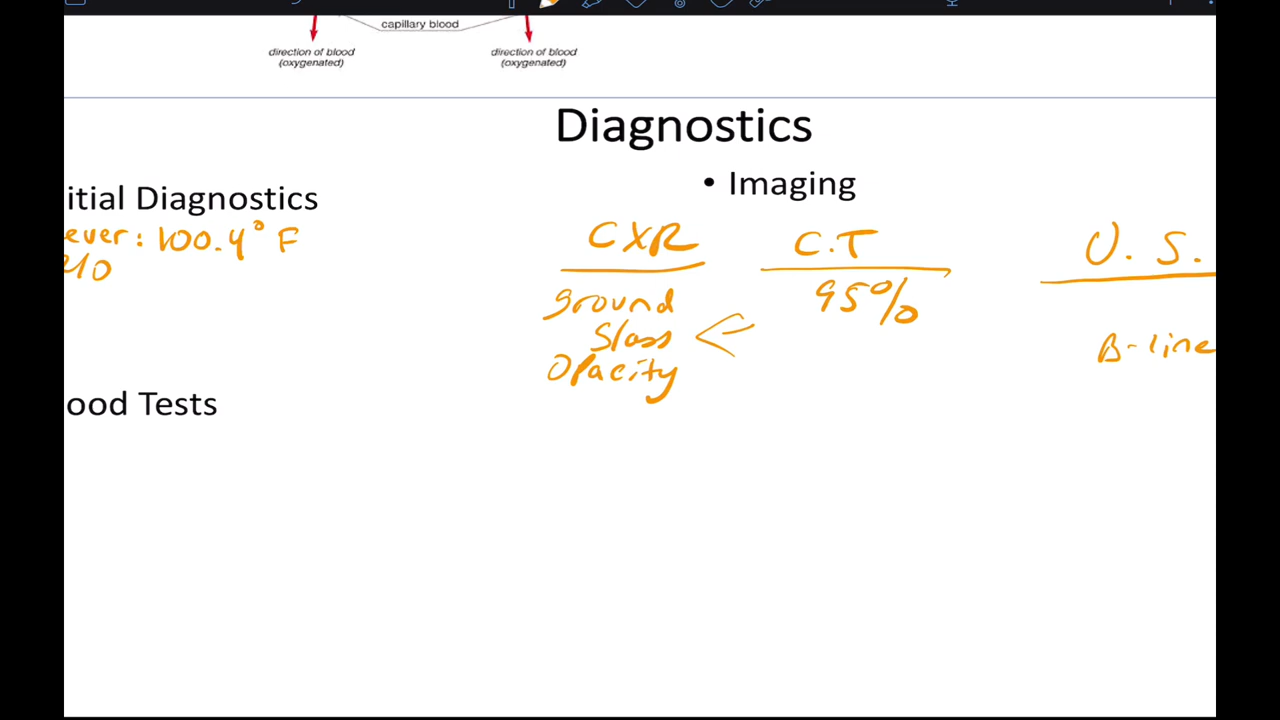 capillary blood
direction of blood
(oxygenated)
direction of blood
(oxygenated)
Diagnostics
itial Diagnostics
ever: 100.4° F
• Imaging
CXR
Ground
Glass
Opacity
C.T
95%
U. S.
B-line
ood Tests